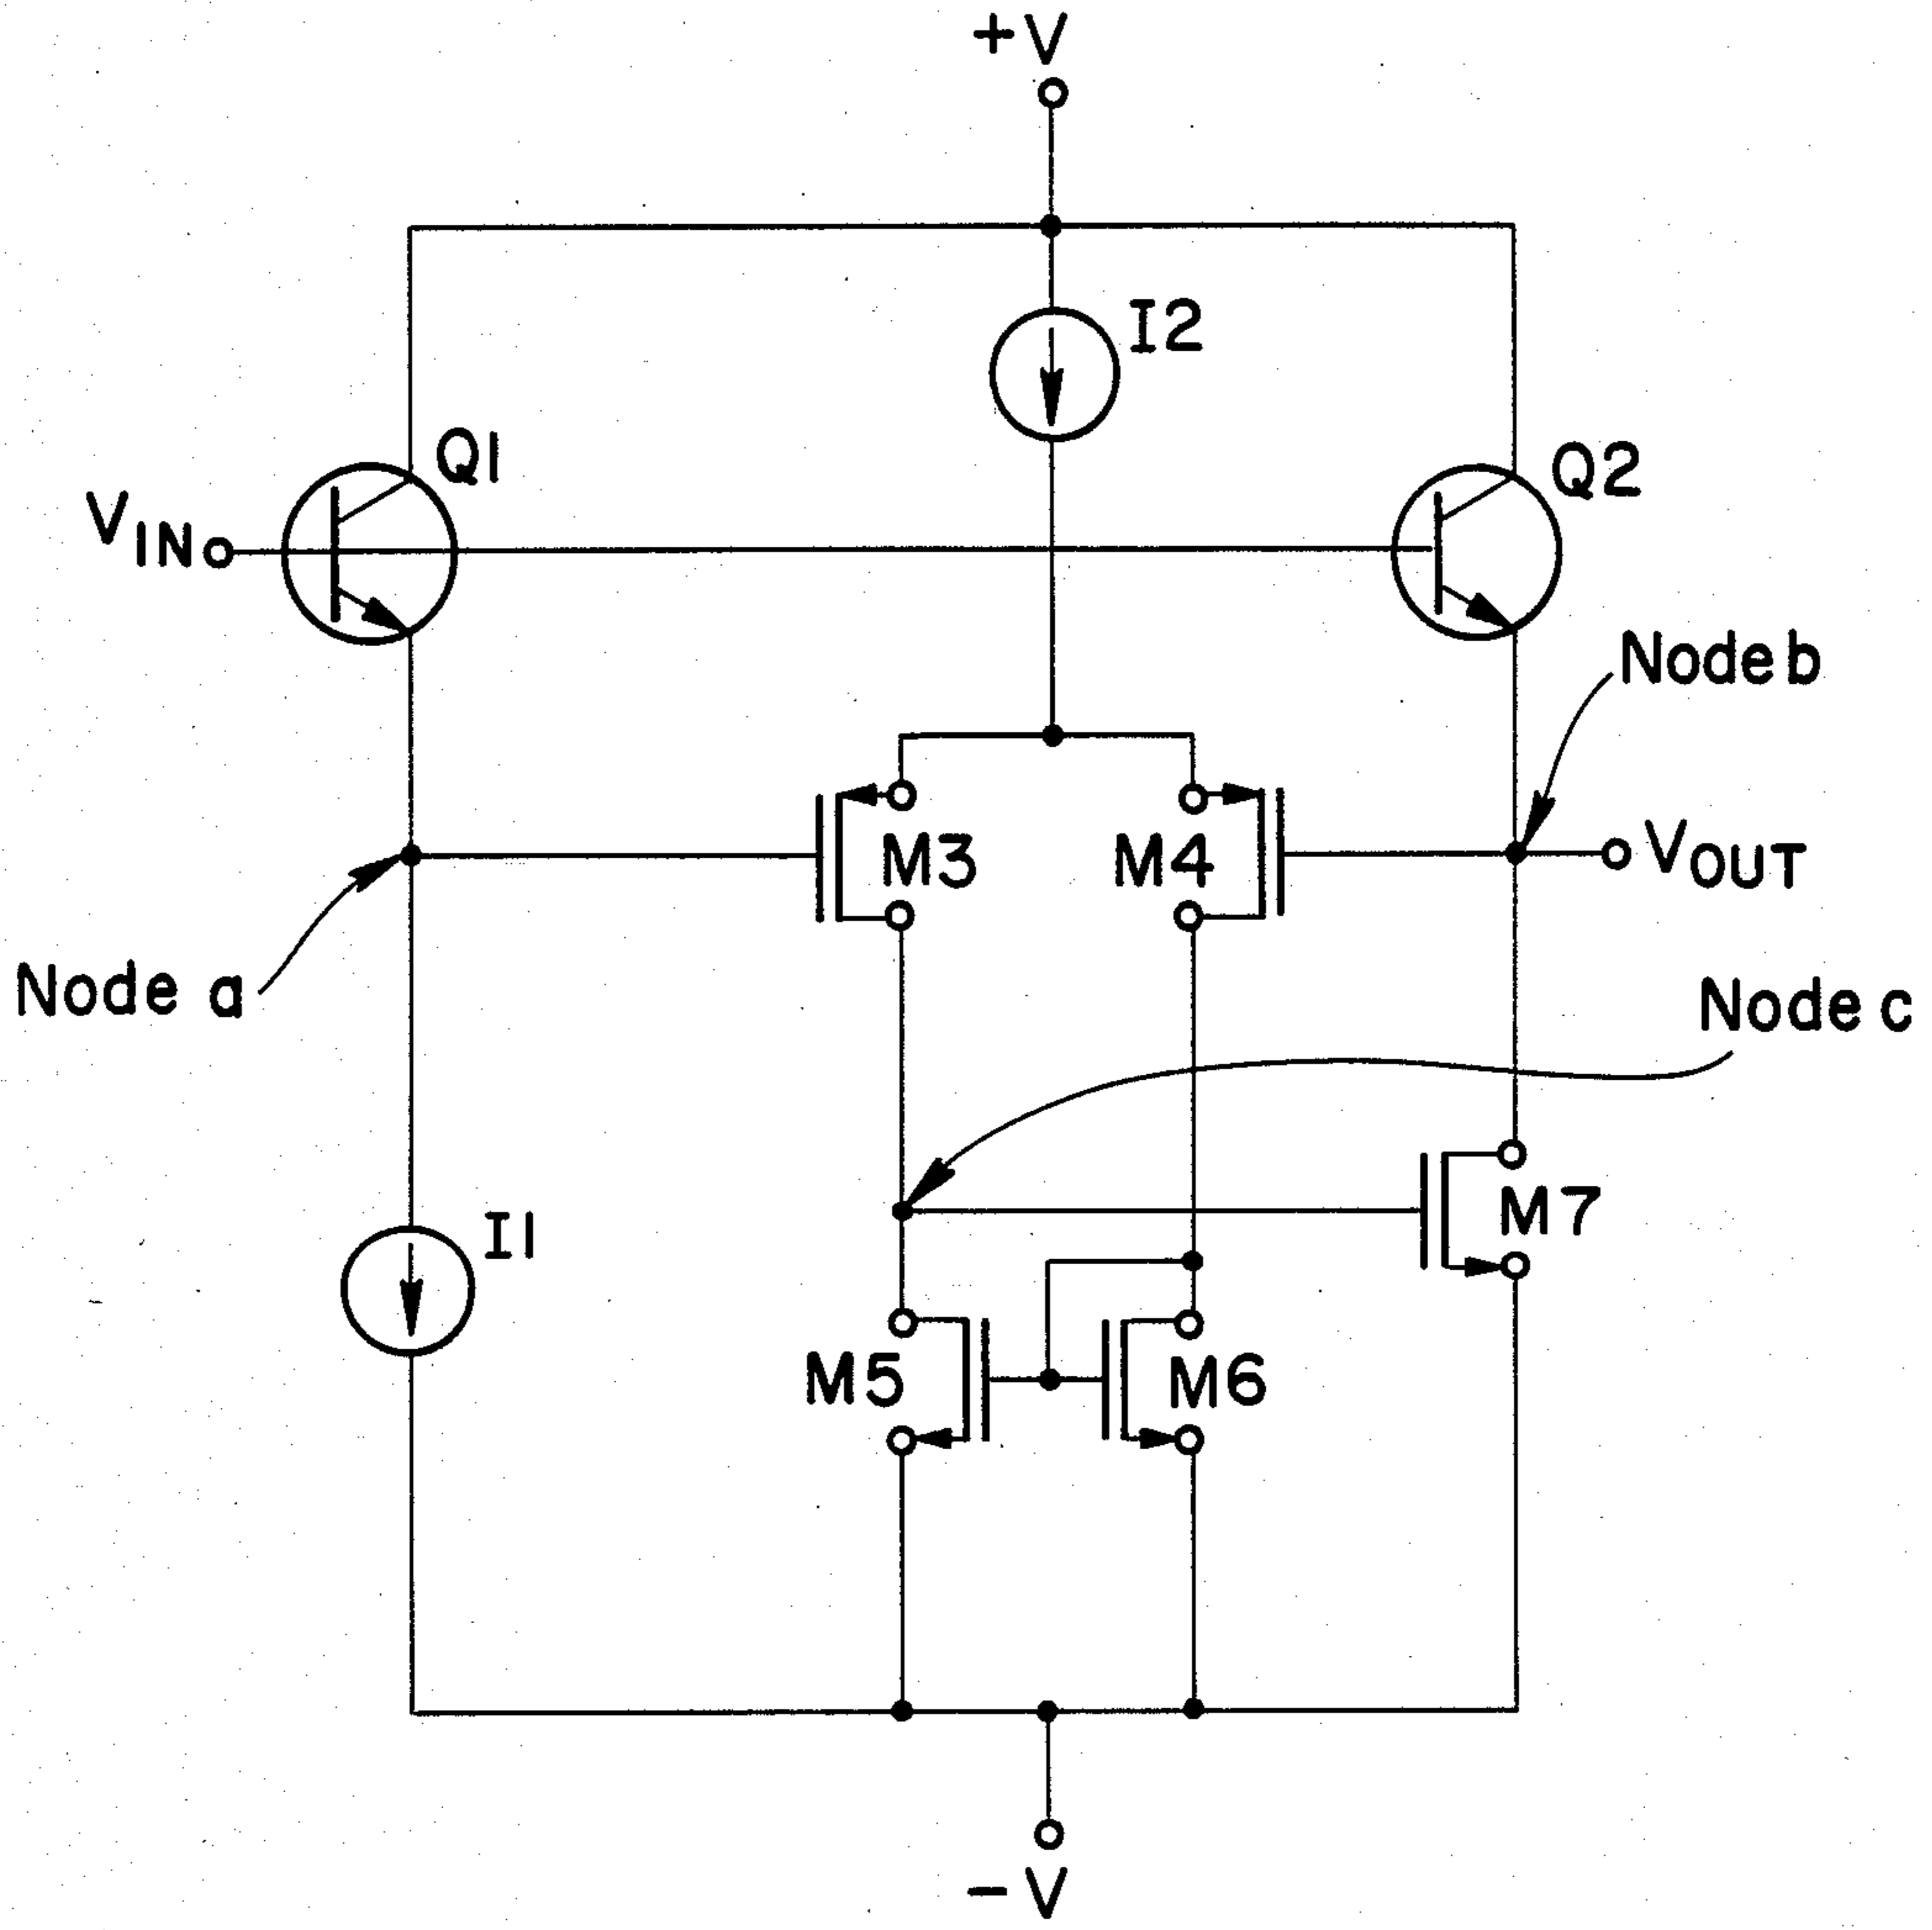 +V
I2
Q1
Q2
VIN
Node b
M3
M4
VOUT
Node a
Node c
I1
M7
M5
M6
-V